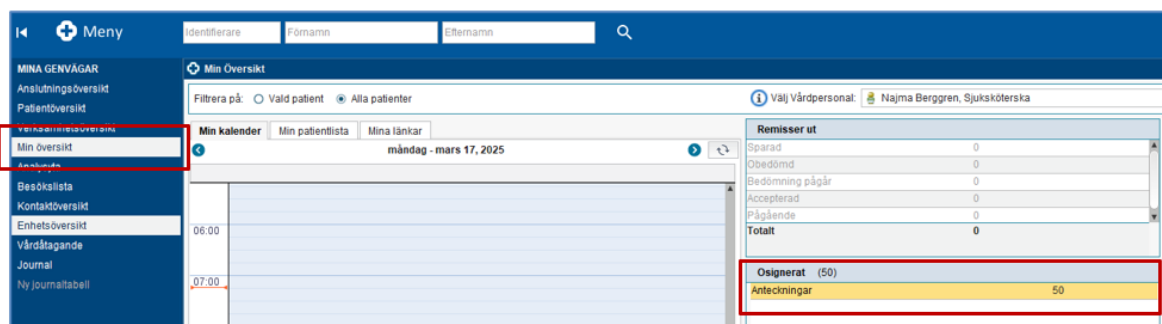 Meny
Identifierare Förnamn Efternamn
MINA GENVÄGAR
Anslutningsöversikt
Patientöversikt
Verksamhetsöversikt
Min översikt
Analysyta
Besökslista
Kontaktöversikt
Enhetsöversikt
Vårdåtagande
Journal
Ny journaltabell
Min Översikt
Filtrera på: Vald patient Alla patienter
Välj Vårdpersonal: Najma Berggren, Sjuksköterska
Min kalender Min patientlista Mina länkar
måndag - mars 17, 2025
06:00
07:00
Remisser ut
Sparad 0
Obedömd 0
Bedömning pågår 0
Accepterad 0
Pågående 0
Totalt 0
Osignerat (50)
Anteckningar 50